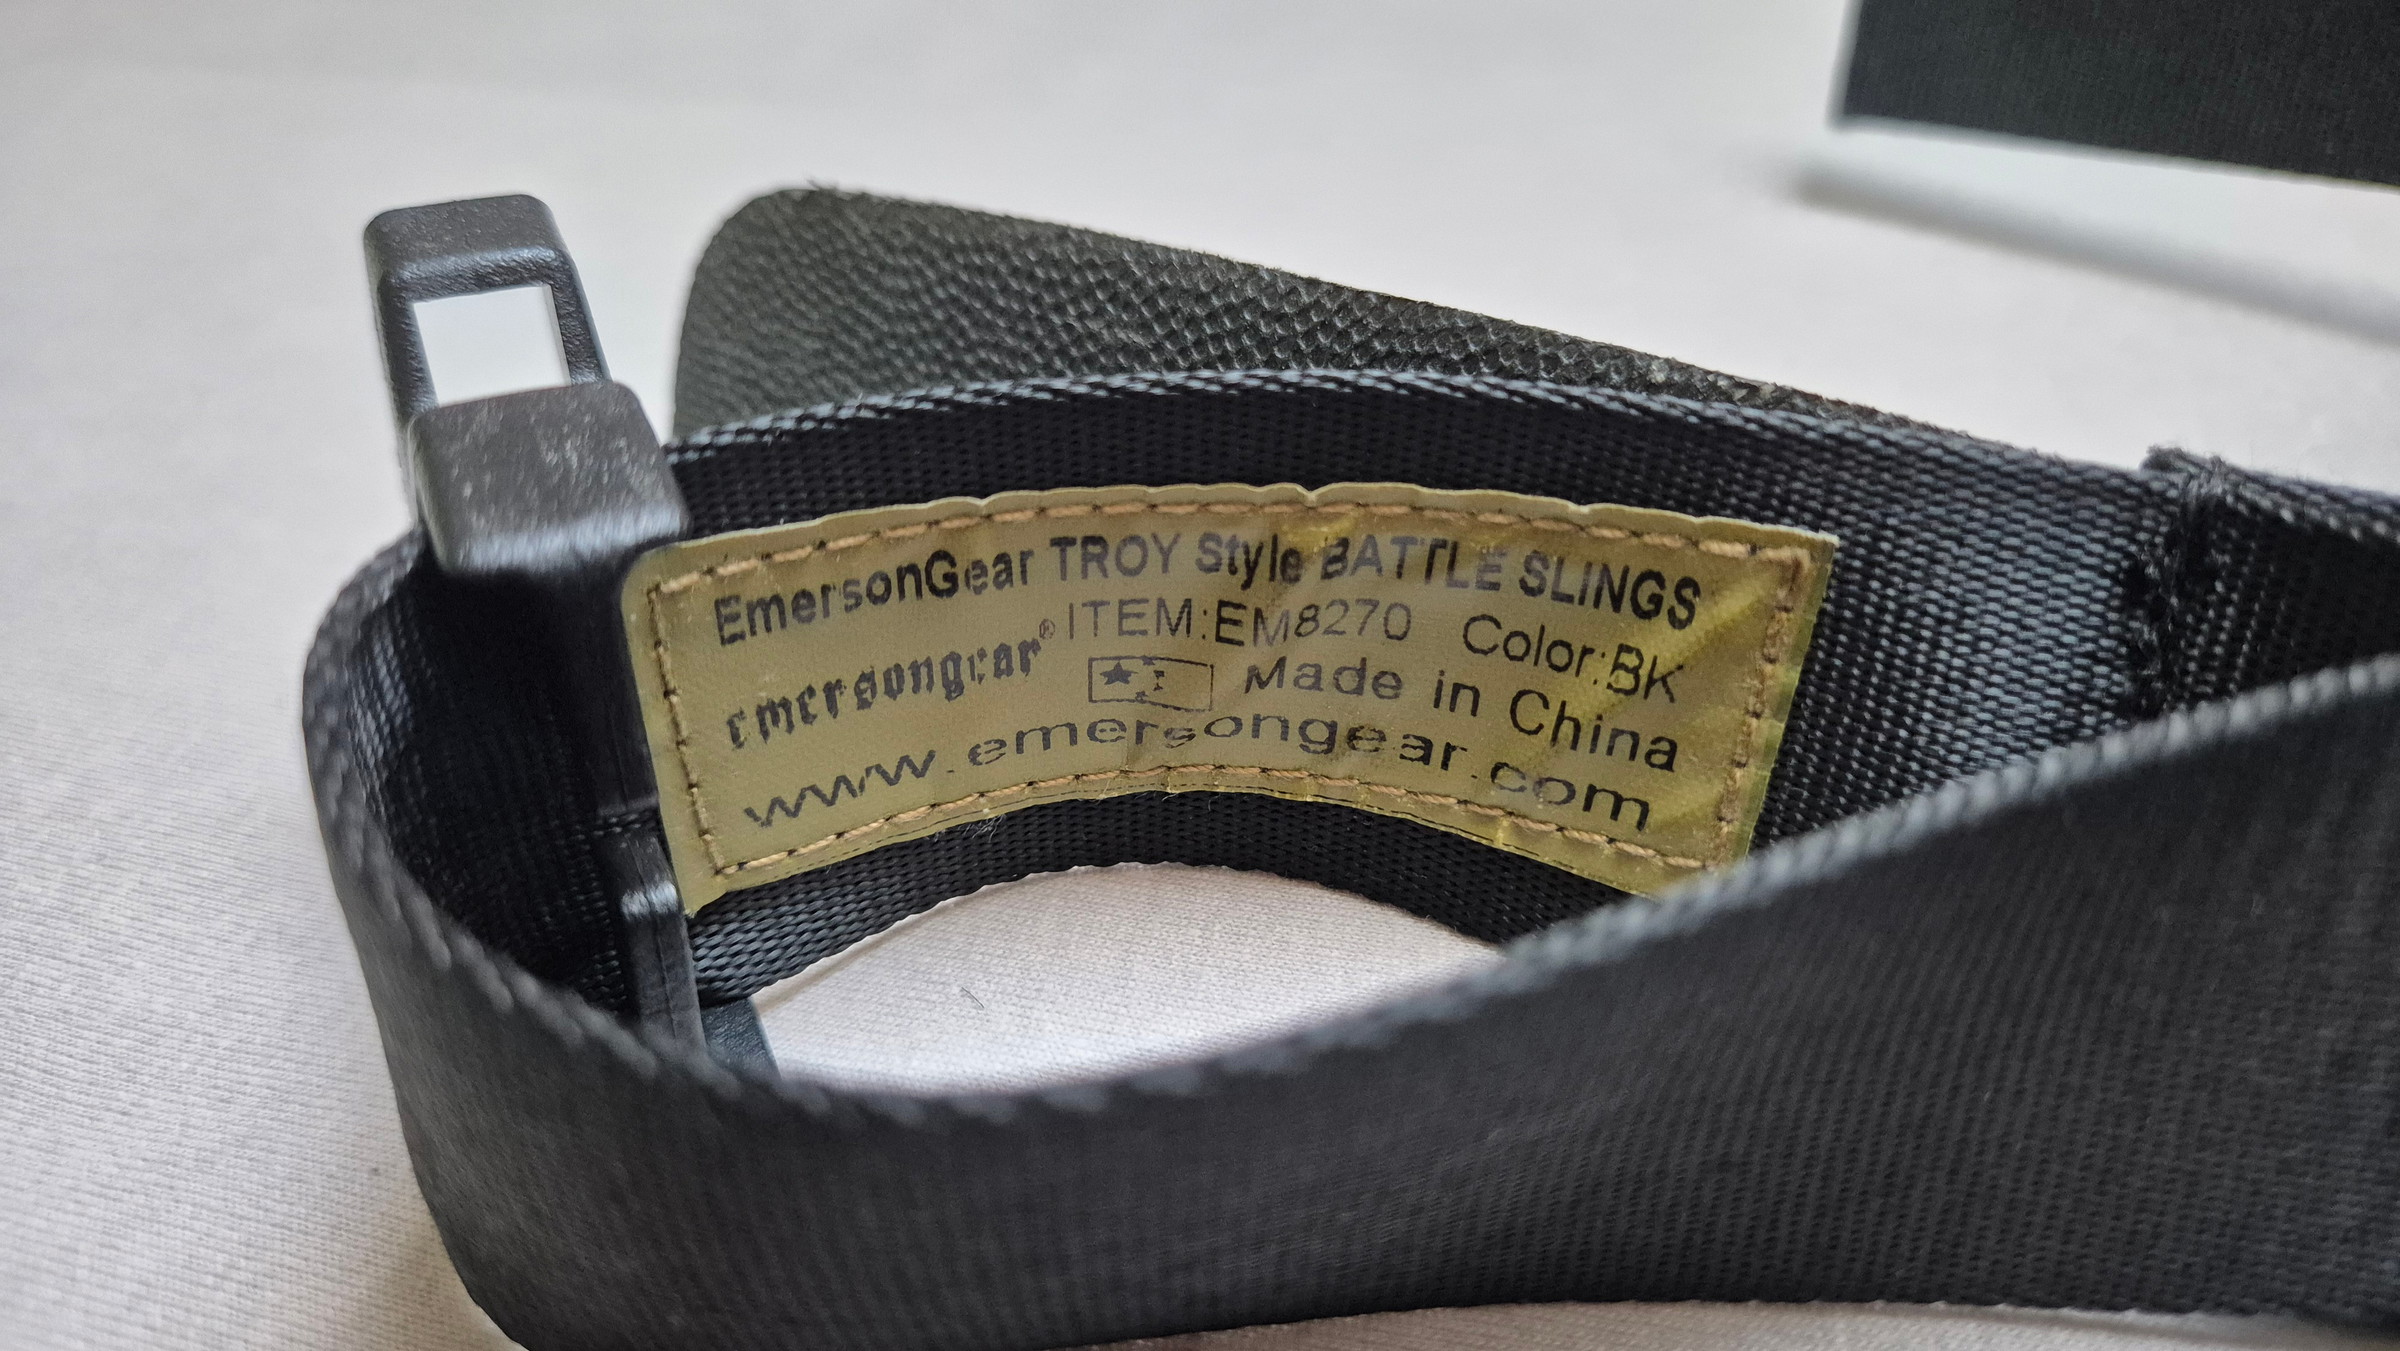 EmersonGear TROY Style BATTLE SLINGS
emersongear® ITEM:EM8270 Color:BK
Made in China
www.emersongear.com